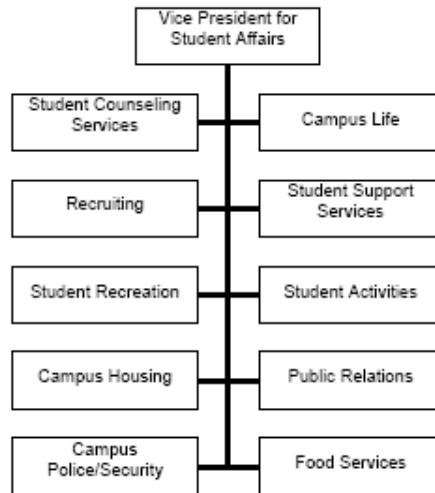 Vice President for
Student Affairs
Student Counseling
Services
Campus Life
Recruiting
Student Support
Services
Student Recreation
Student Activities
Campus Housing
Public Relations
Campus
Police/Security
Food Services